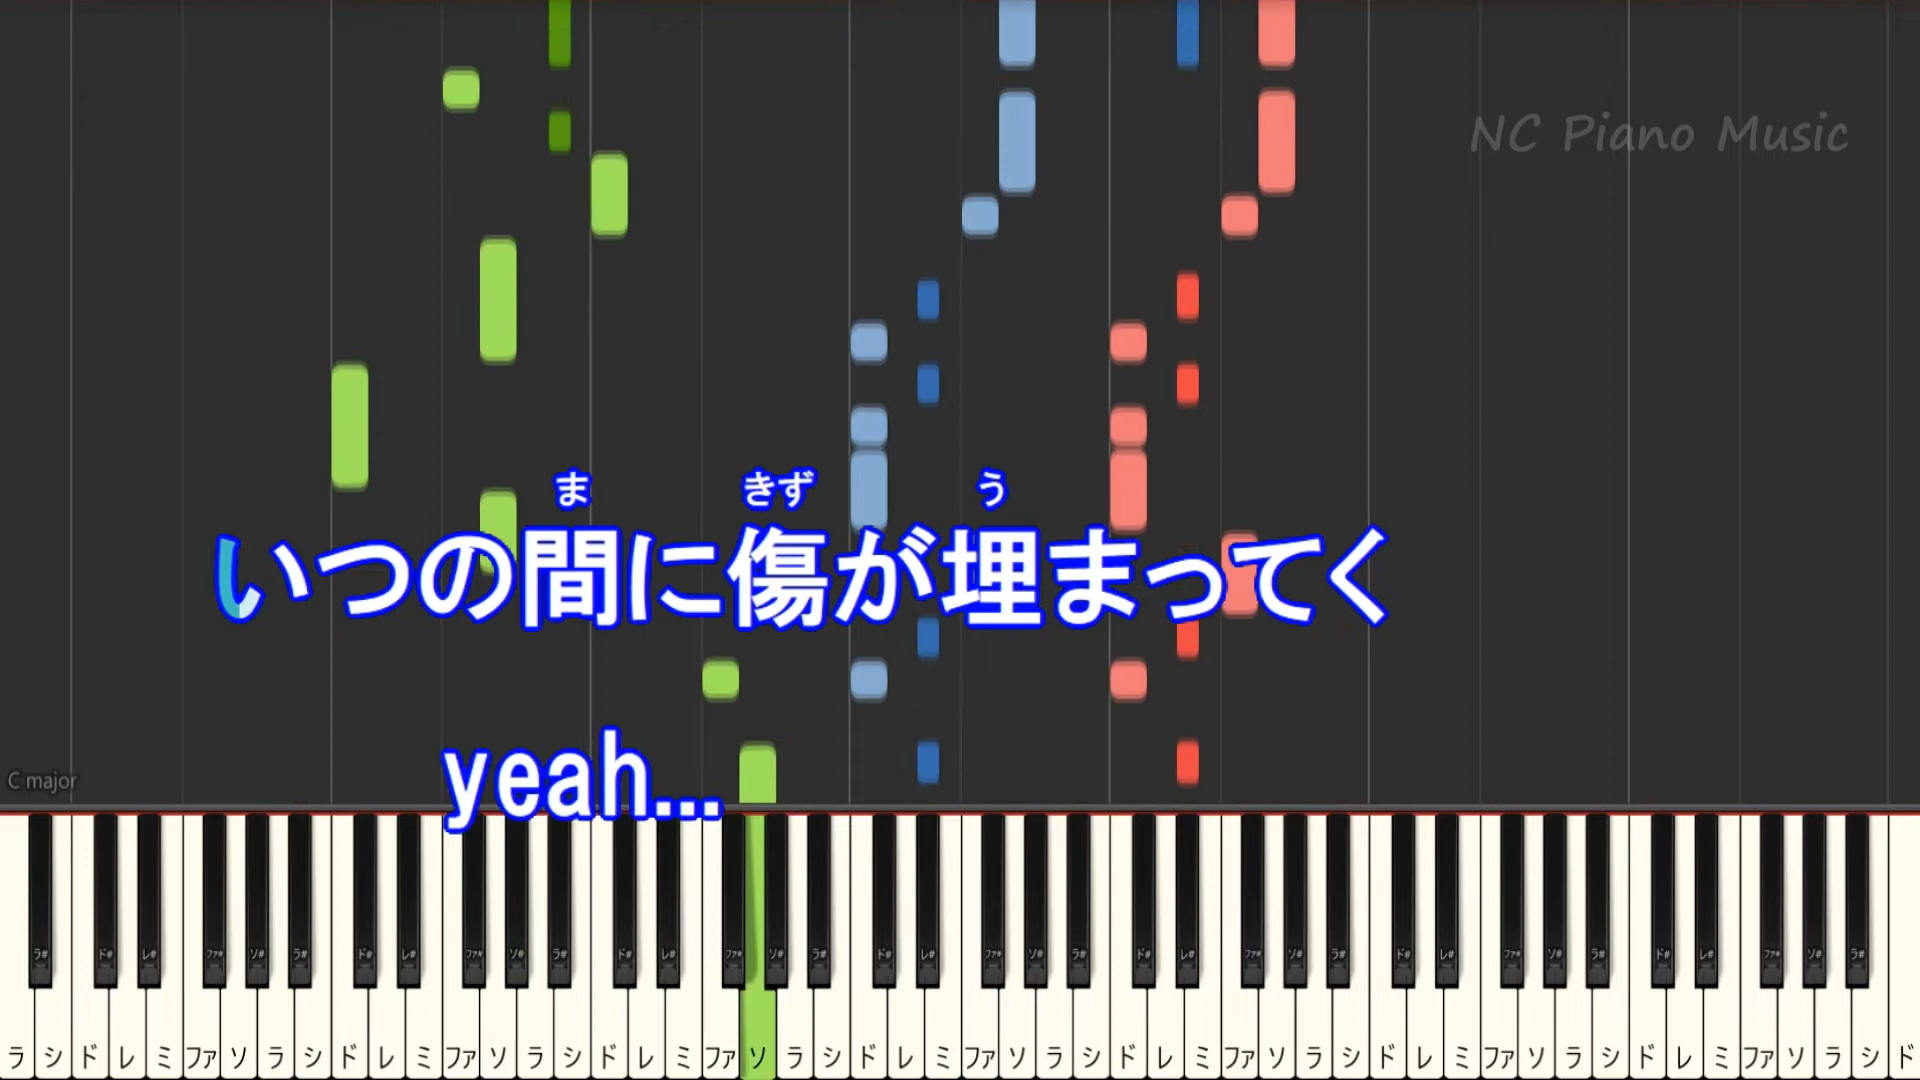 NC Piano Music
ま きず う
いつの間に傷が埋まってく
yeah...
C major
ラ# ド# レ# ファ# ソ# ラ# ド# レ# ファ# ソ# ラ# ド# レ# ファ# ソ# ラ# ド# レ# ファ# ソ# ラ# ド# レ# ファ# ソ# ラ# ド# レ# ファ# ソ# ラ# ド# レ# ファ# ソ# ラ#
ラ シ ド レ ミ ファ ソ ラ シ ド レ ミ ファ ソ ラ シ ド レ ミ ファ ソ ラ シ ド レ ミ ファ ソ ラ シ ド レ ミ ファ ソ ラ シ ド レ ミ ファ ソ ラ シ ド レ ミ ファ ソ ラ シ ド